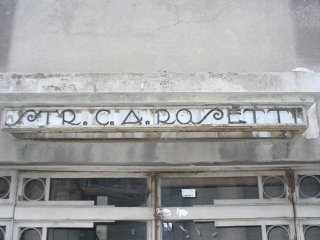 STR. C. A. ROSETTI